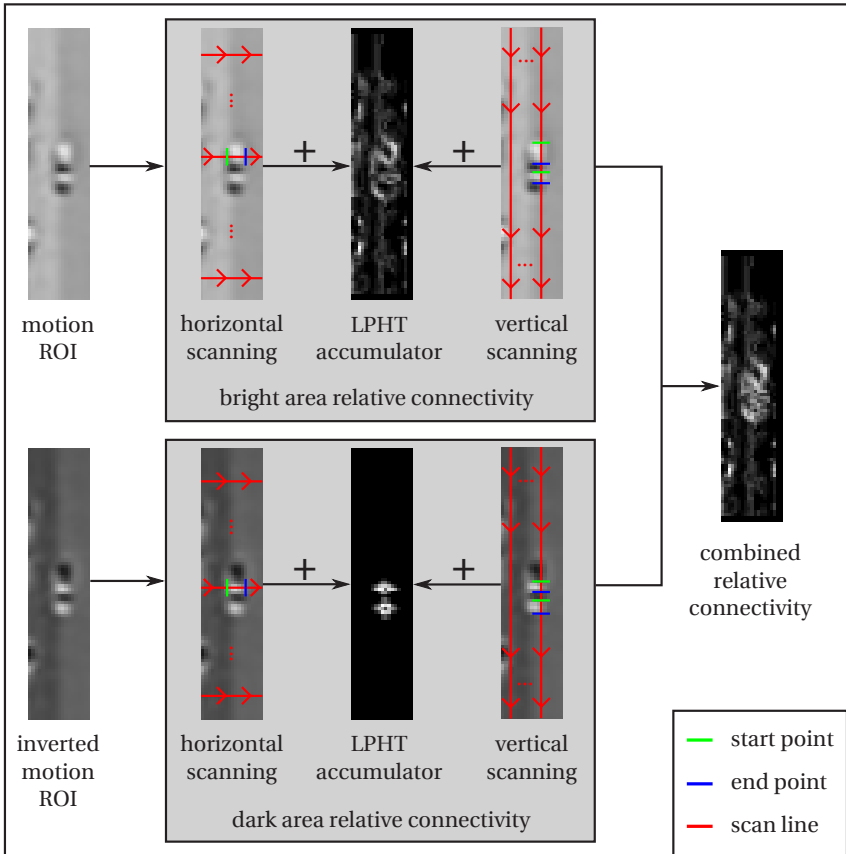 motion
ROI
+
+
horizontal
scanning
LPHT
accumulator
vertical
scanning
bright area relative connectivity
inverted
motion
ROI
+
+
horizontal
scanning
LPHT
accumulator
vertical
scanning
dark area relative connectivity
combined
relative
connectivity
start point
end point
scan line